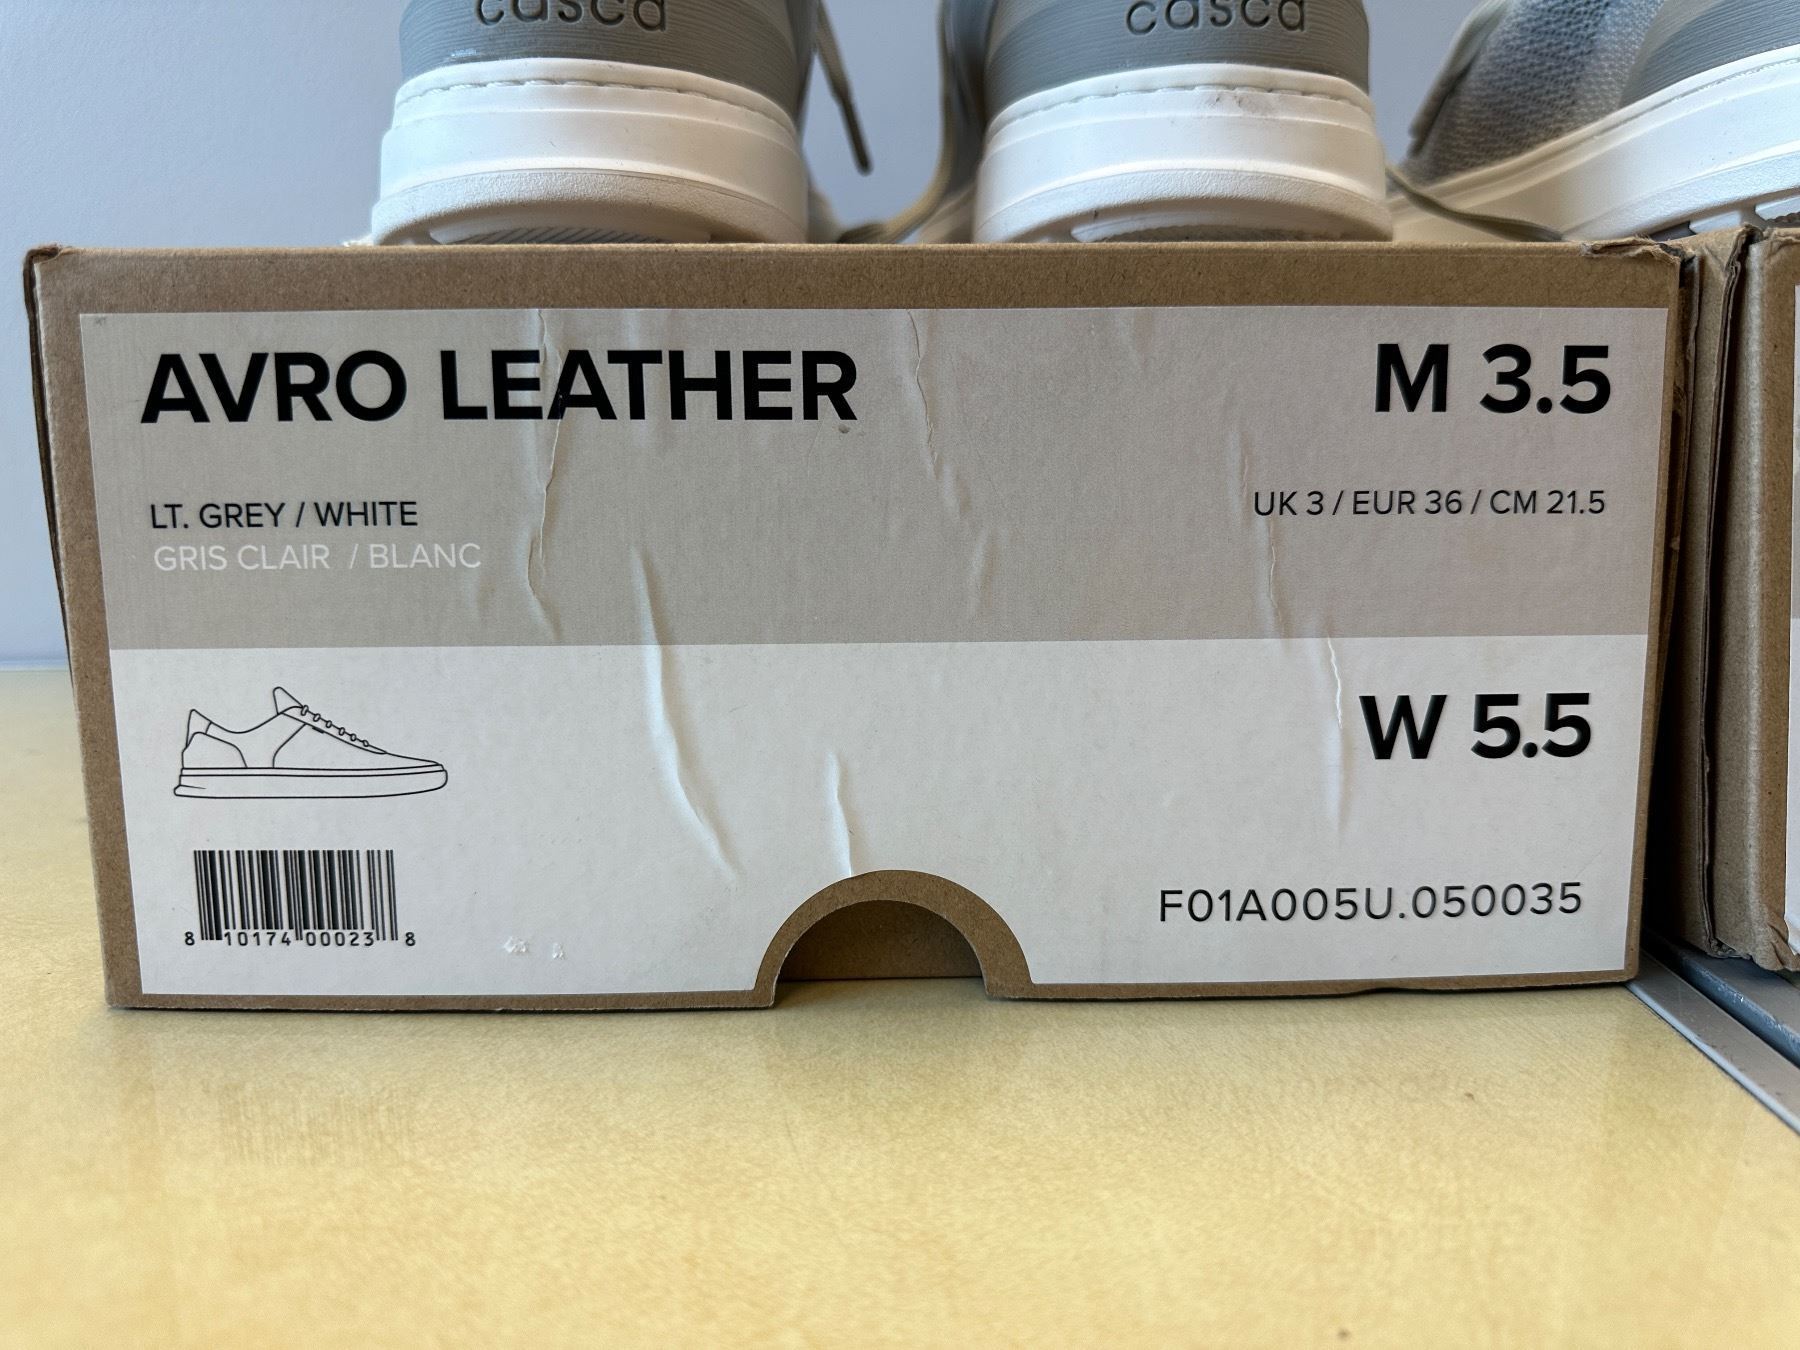 casca
casca
AVRO LEATHER
M 3.5
LT. GREY / WHITE
UK 3 / EUR 36 / CM 21.5
GRIS CLAIR / BLANC
W 5.5
F01A005U.050035
8 10174 00023 8